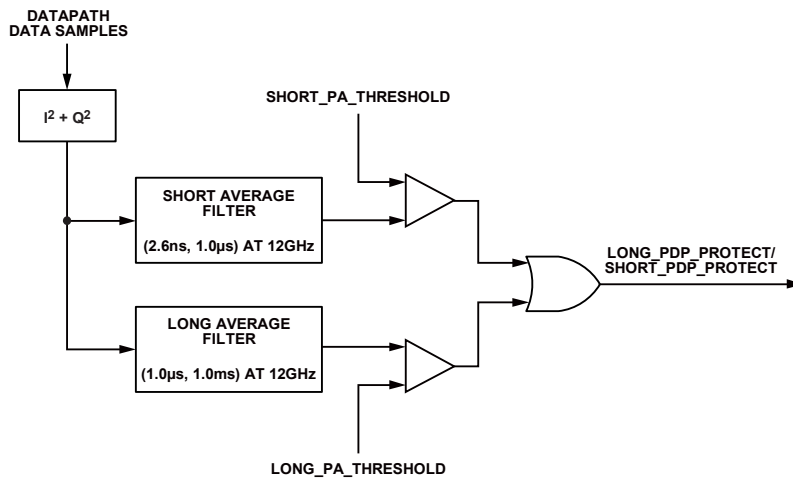 DATAPATH
DATA SAMPLES
I² + Q²
SHORT_PA_THRESHOLD
SHORT AVERAGE
FILTER
(2.6ns, 1.0µs) AT 12GHz
LONG_PDP_PROTECT/
SHORT_PDP_PROTECT
LONG AVERAGE
FILTER
(1.0µs, 1.0ms) AT 12GHz
LONG_PA_THRESHOLD